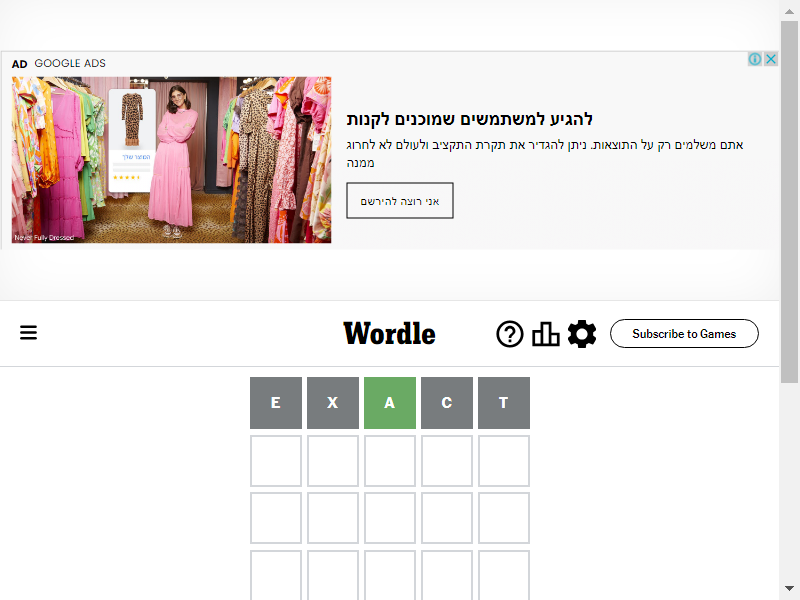 AD GOOGLE ADS
המוצר שלך
Never Fully Dressed
להגיע למשתמשים שמוכנים לקנות
אתם משלמים רק על התוצאות. ניתן להגדיר את תקרת התקציב ולעולם לא לחרוג
ממנה
אני רוצה להירשם
Wordle
Subscribe to Games
E X A C T